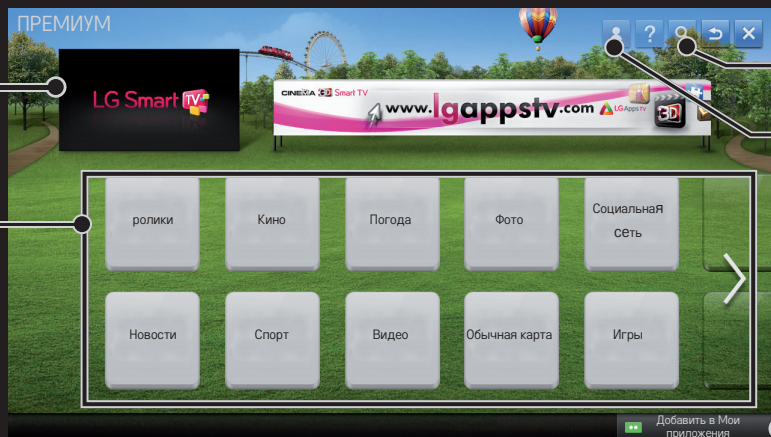 ПРЕМИУМ
?
LG Smart TV
CINEMA 3D Smart TV
www.lgappstv.com LG Apps TV
3D
ролики
Кино
Погода
Фото
Социальная
сеть
Новости
Спорт
Видео
Обычная карта
Игры
Добавить в Мои
приложения